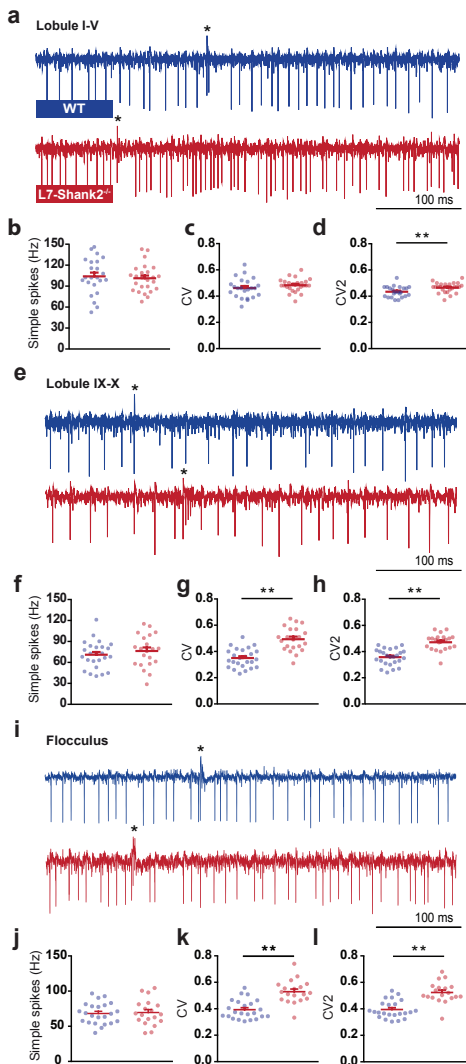 a
Lobule I-V
*
WT
*
L7-Shank2-/-
100 ms
b
c
d
Simple spikes (Hz)
150
120
90
60
30
0
CV
0.8
0.6
0.4
0.2
0.0
CV2
0.8
0.6
0.4
0.2
0.0
**
e
Lobule IX-X
*
*
100 ms
f
g
h
Simple spikes (Hz)
150
120
90
60
30
0
CV
0.8
0.6
0.4
0.2
0.0
**
CV2
0.8
0.6
0.4
0.2
0.0
**
i
Flocculus
*
*
100 ms
j
k
l
Simple spikes (Hz)
150
100
50
0
CV
0.8
0.6
0.4
0.2
0.0
**
CV2
0.8
0.6
0.4
0.2
0.0
**